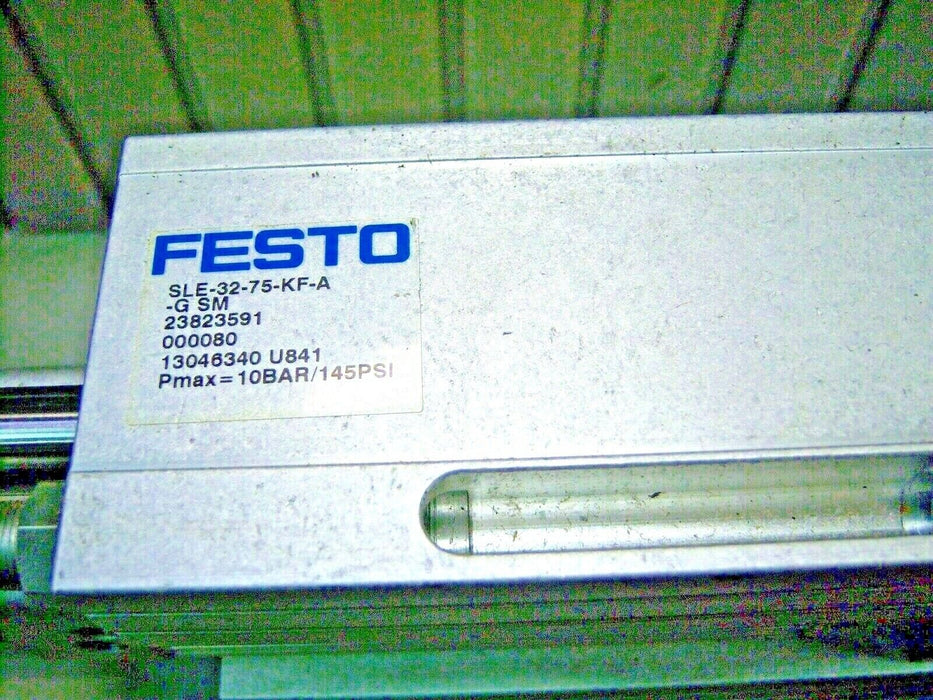 FESTO
SLE-32-75-KF-A
-G SM
23823591
000080
13046340 U841
Pmax=10BAR/145PSI